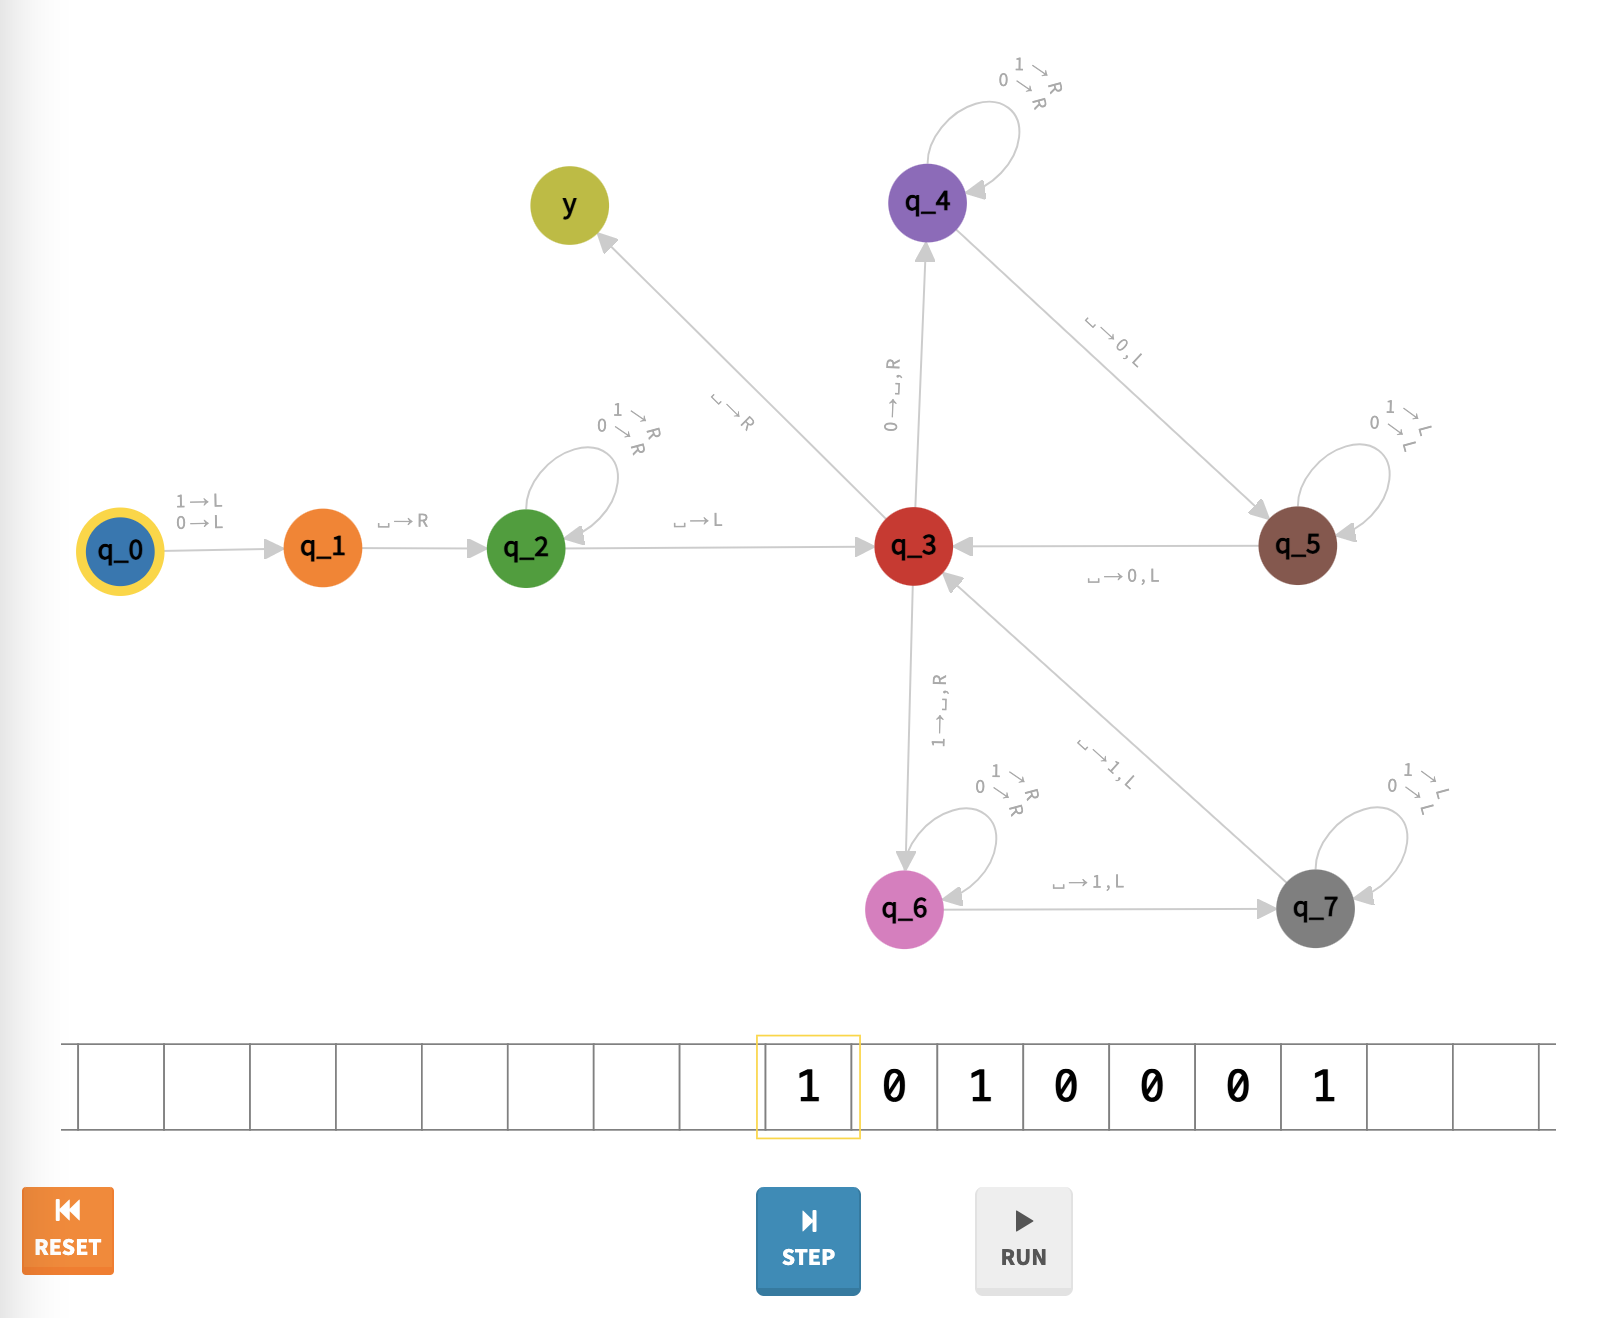 1→R
0→R
y
q_4
␣→0,L
0→␣,R
␣→R
1→R
0→R
1→L
0→L
1→L
0→L
␣→R
␣→L
q_0
q_1
q_2
q_3
q_5
␣→0,L
1→␣,R
␣→1,L
1→R
0→R
1→L
0→L
␣→1,L
q_6
q_7
1 0 1 0 0 0 1
RESET
STEP
RUN